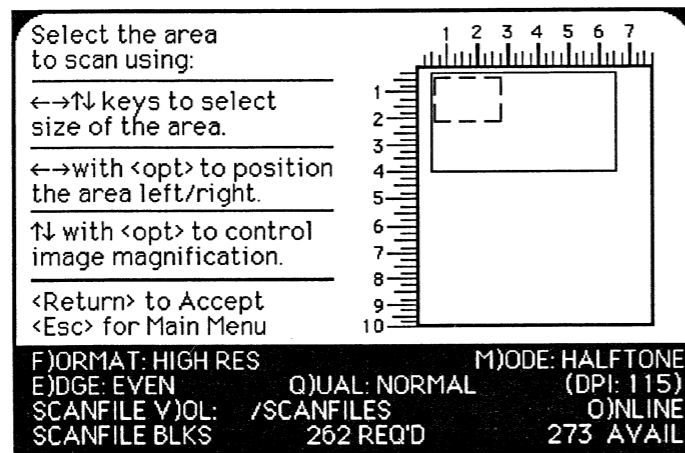 Select the area
to scan using:
←→↑↓ keys to select
size of the area.
←→with <opt> to position
the area left/right.
↑↓ with <opt> to control
image magnification.
<Return> to Accept
<Esc> for Main Menu
1 2 3 4 5 6 7
1
2
3
4
5
6
7
8
9
10
F)ORMAT: HIGH RES M)ODE: HALFTONE
E)DGE: EVEN Q)UAL: NORMAL (DPI: 115)
SCANFILE V)OL: /SCANFILES O)NLINE
SCANFILE BLKS 262 REQ'D 273 AVAIL